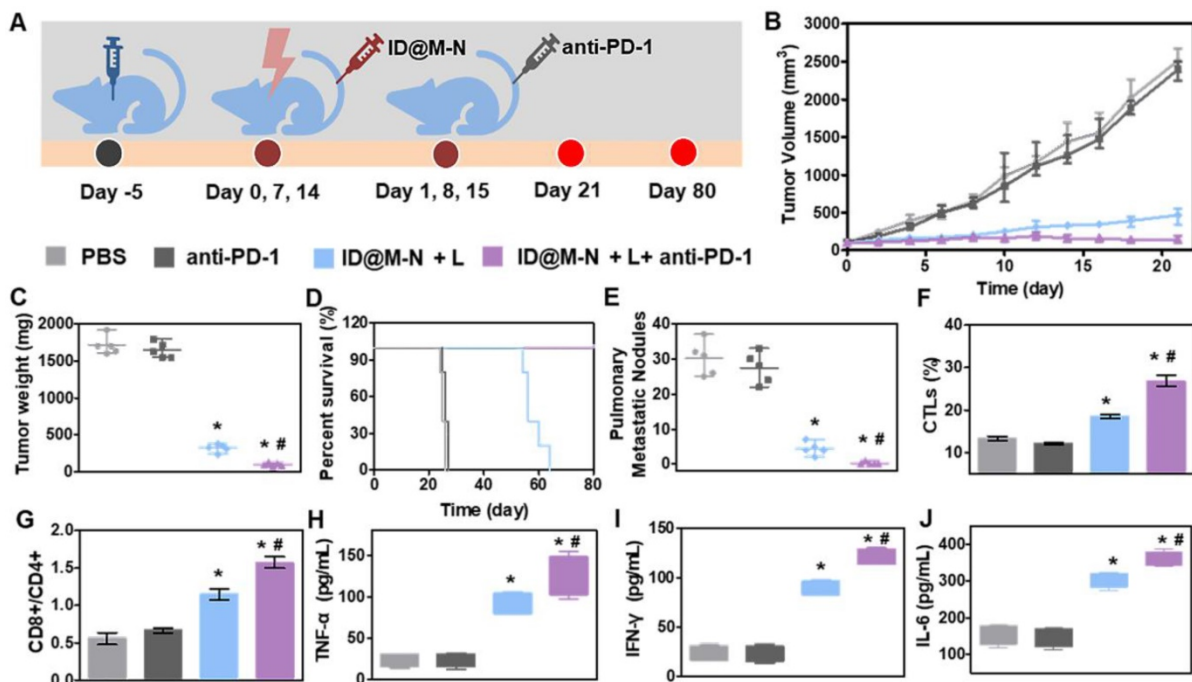 A
ID@M-N
anti-PD-1
Day -5
Day 0, 7, 14
Day 1, 8, 15
Day 21
Day 80
B
Tumor Volume (mm³)
3000
2500
2000
1500
1000
500
0
0 5 10 15 20
Time (day)
PBS
anti-PD-1
ID@M-N + L
ID@M-N + L+ anti-PD-1
C
Tumor weight (mg)
2000
1500
1000
500
0
*
* #
D
Percent survival (%)
120
90
60
30
0
0 20 40 60 80
Time (day)
E
Pulmonary
Metastatic Nodules
40
30
20
10
0
*
* #
F
CTLs (%)
40
30
20
10
*
* #
G
CD8+/CD4+
2.0
1.5
1.0
0.5
0.0
*
* #
H
TNF-α (pg/mL)
150
100
50
0
*
* #
I
IFN-γ (pg/mL)
150
100
50
0
*
* #
J
IL-6 (pg/mL)
400
300
200
100
*
* #